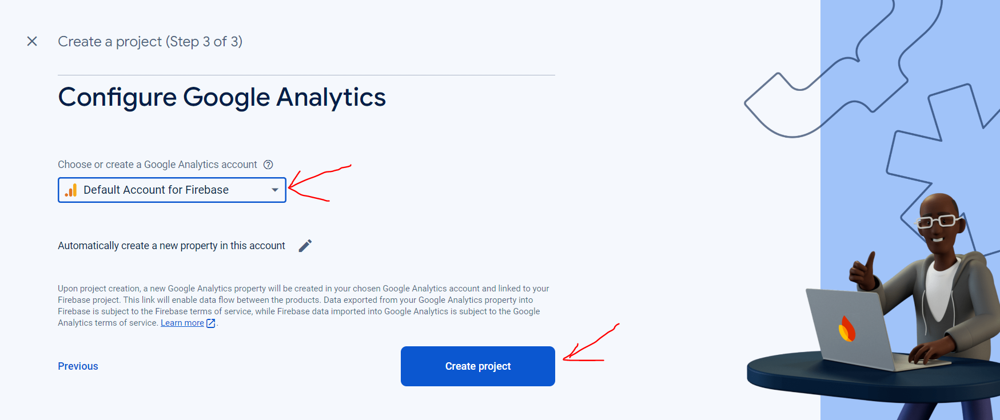 Create a project (Step 3 of 3)
Configure Google Analytics
Choose or create a Google Analytics account
Default Account for Firebase
Automatically create a new property in this account
Upon project creation, a new Google Analytics property will be created in your chosen Google Analytics account and linked to your
Firebase project. This link will enable data flow between the products. Data exported from your Google Analytics property into
Firebase is subject to the Firebase terms of service, while Firebase data imported into Google Analytics is subject to the Google
Analytics terms of service. Learn more .
Previous
Create project